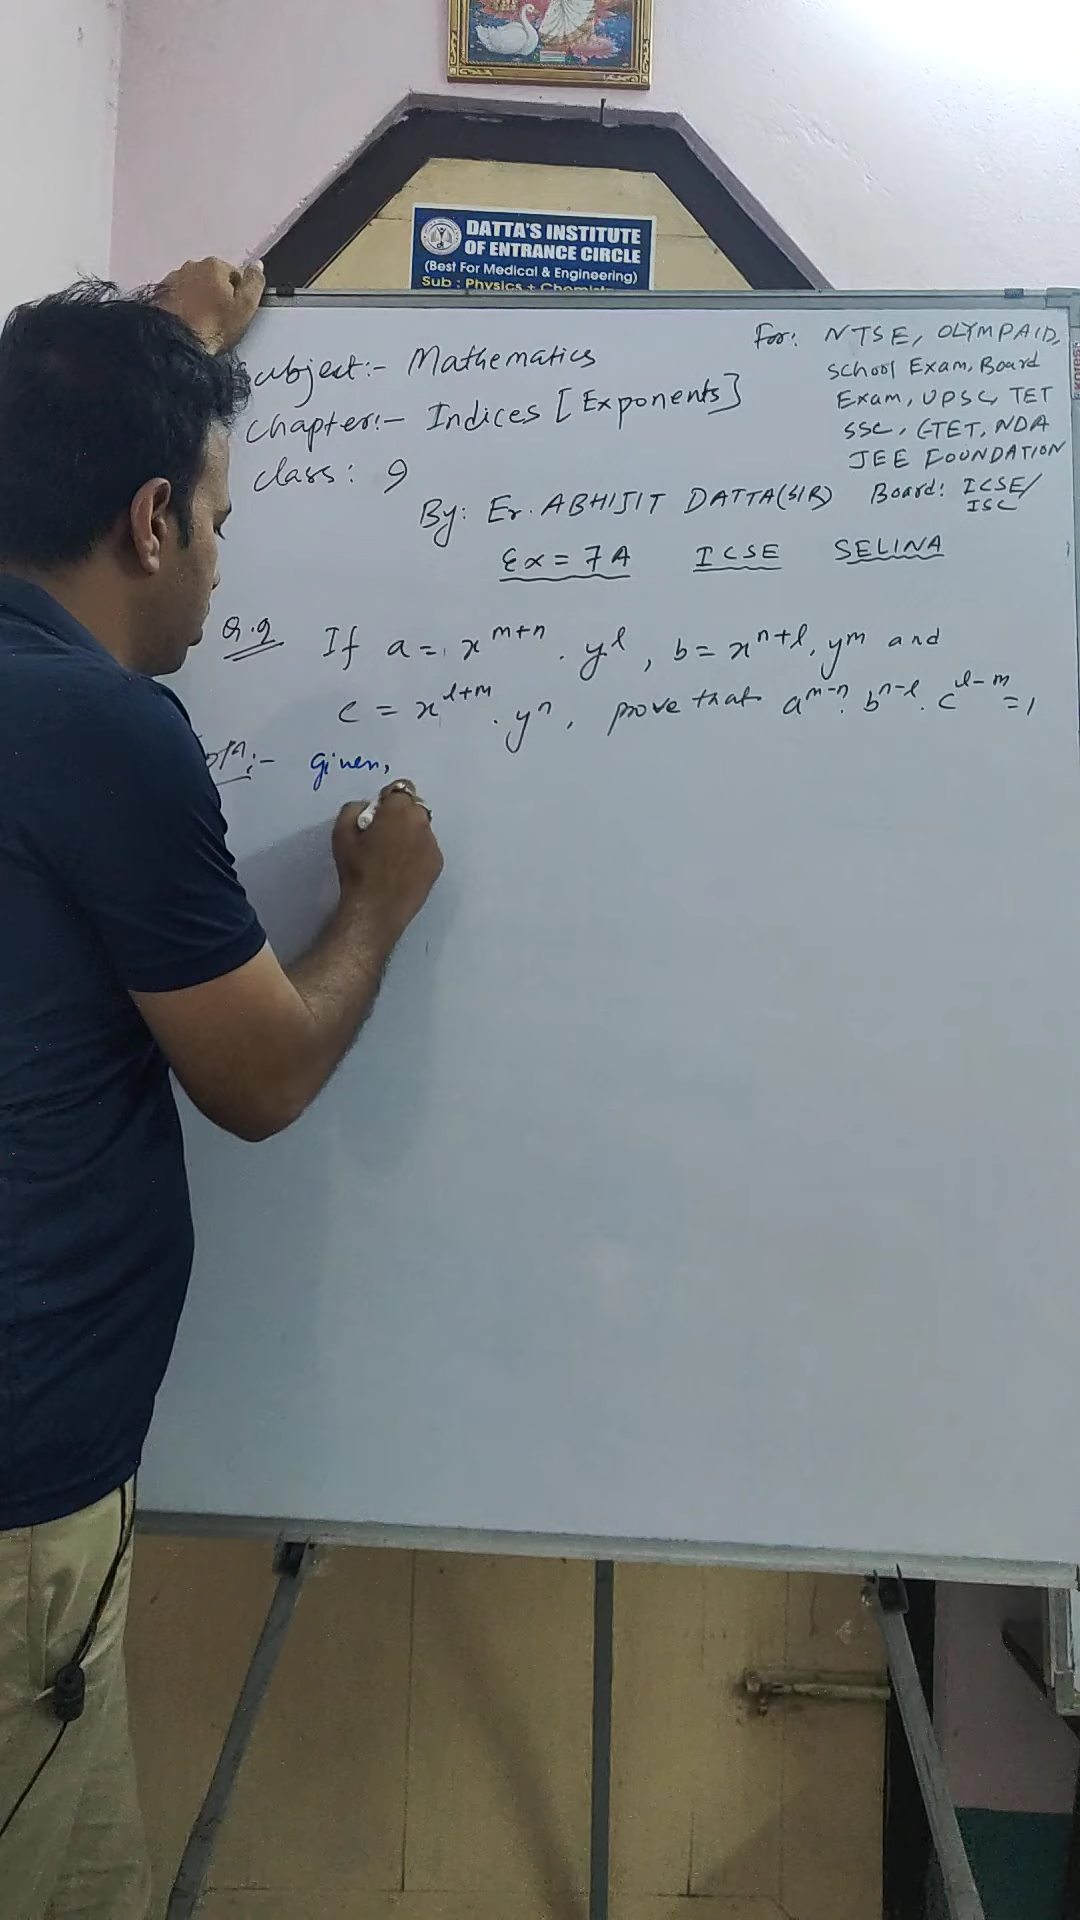 DATTA'S INSTITUTE
OF ENTRANCE CIRCLE
(Best For Medical & Engineering)
Sub : Physics + Chemist
Subject:- Mathematics
Chapter:- Indices [Exponents]
class: 9
For: NTSE, OLYMPAID,
school Exam, Board
Exam, UPSC, TET
SSC, CTET, NDA
JEE FOUNDATION
Board: ICSE/
ISC
By: Er. ABHIJIT DATTA(SIR)
Ex = 7A ICSE SELINA
Q.9 If a = x^{m+n} . y^l, b = x^{n+l}. y^m and
c = x^{l+m} . y^n, prove that a^{m-n}. b^{n-l}. c^{l-m} = 1
Soln:- Given,